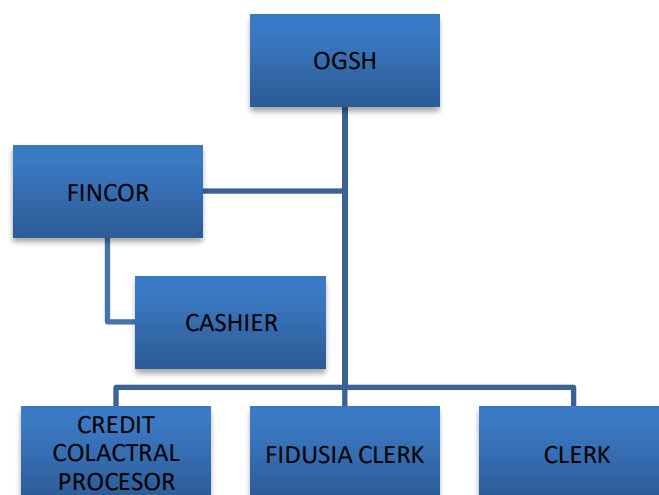 OGSH
FINCOR
CASHIER
CREDIT
COLACTRAL
PROCESOR
FIDUSIA CLERK
CLERK